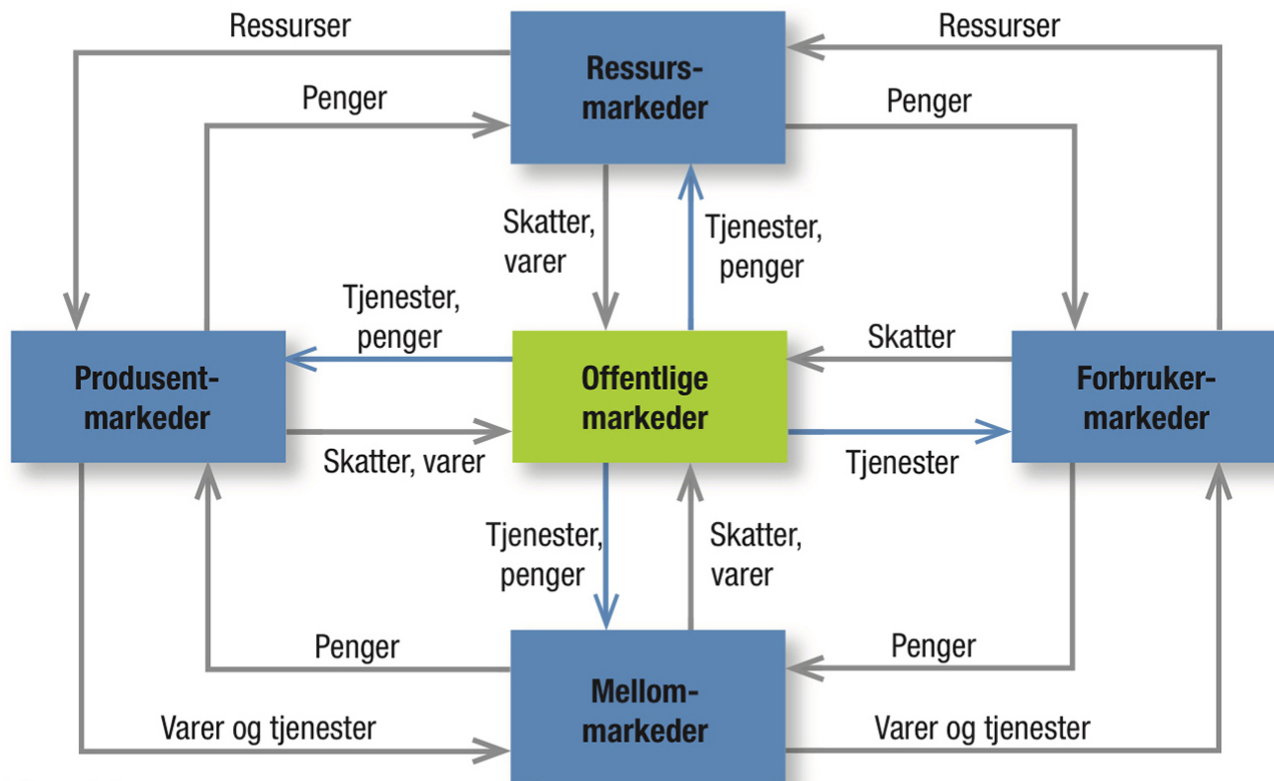 Ressurser
Ressurser
Ressurs-
markeder
Penger
Penger
Skatter,
varer
Tjenester,
penger
Tjenester,
penger
Skatter
Produsent-
markeder
Offentlige
markeder
Forbruker-
markeder
Skatter, varer
Tjenester
Tjenester,
penger
Skatter,
varer
Penger
Penger
Mellom-
markeder
Varer og tjenester
Varer og tjenester